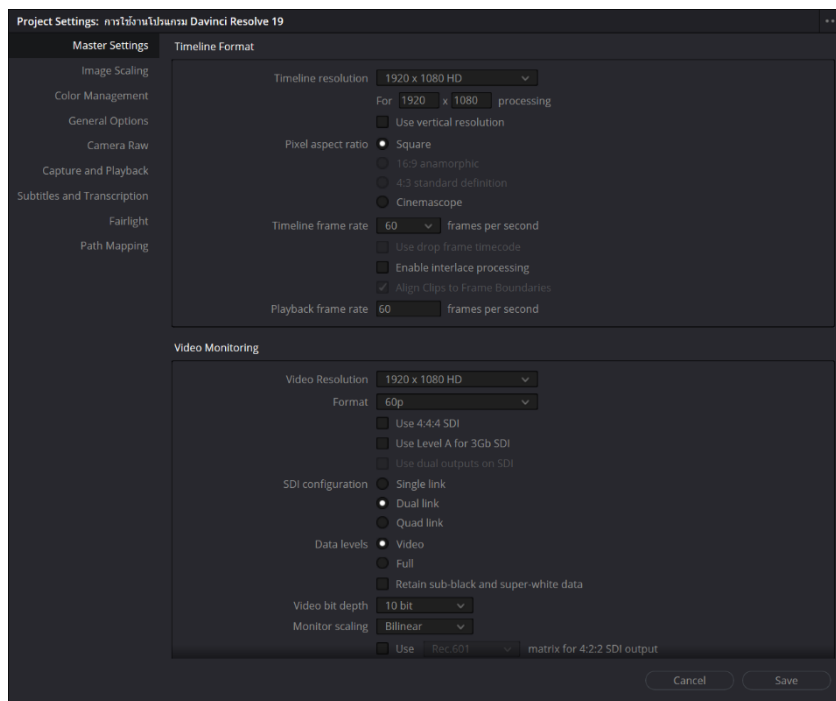 Project Settings: การใช้งานโปรแกรม Davinci Resolve 19
Master Settings
Image Scaling
Color Management
General Options
Camera Raw
Capture and Playback
Subtitles and Transcription
Fairlight
Path Mapping
Timeline Format
Timeline resolution 1920 x 1080 HD
For 1920 x 1080 processing
Use vertical resolution
Pixel aspect ratio Square
16:9 anamorphic
4:3 standard definition
Cinemascope
Timeline frame rate 60 frames per second
Use drop frame timecode
Enable interlace processing
Align Clips to Frame Boundaries
Playback frame rate 60 frames per second
Video Monitoring
Video Resolution 1920 x 1080 HD
Format 60p
Use 4:4:4 SDI
Use Level A for 3Gb SDI
Use dual outputs on SDI
SDI configuration Single link
Dual link
Quad link
Data levels Video
Full
Retain sub-black and super-white data
Video bit depth 10 bit
Monitor scaling Bilinear
Use Rec.601 matrix for 4:2:2 SDI output
Cancel Save